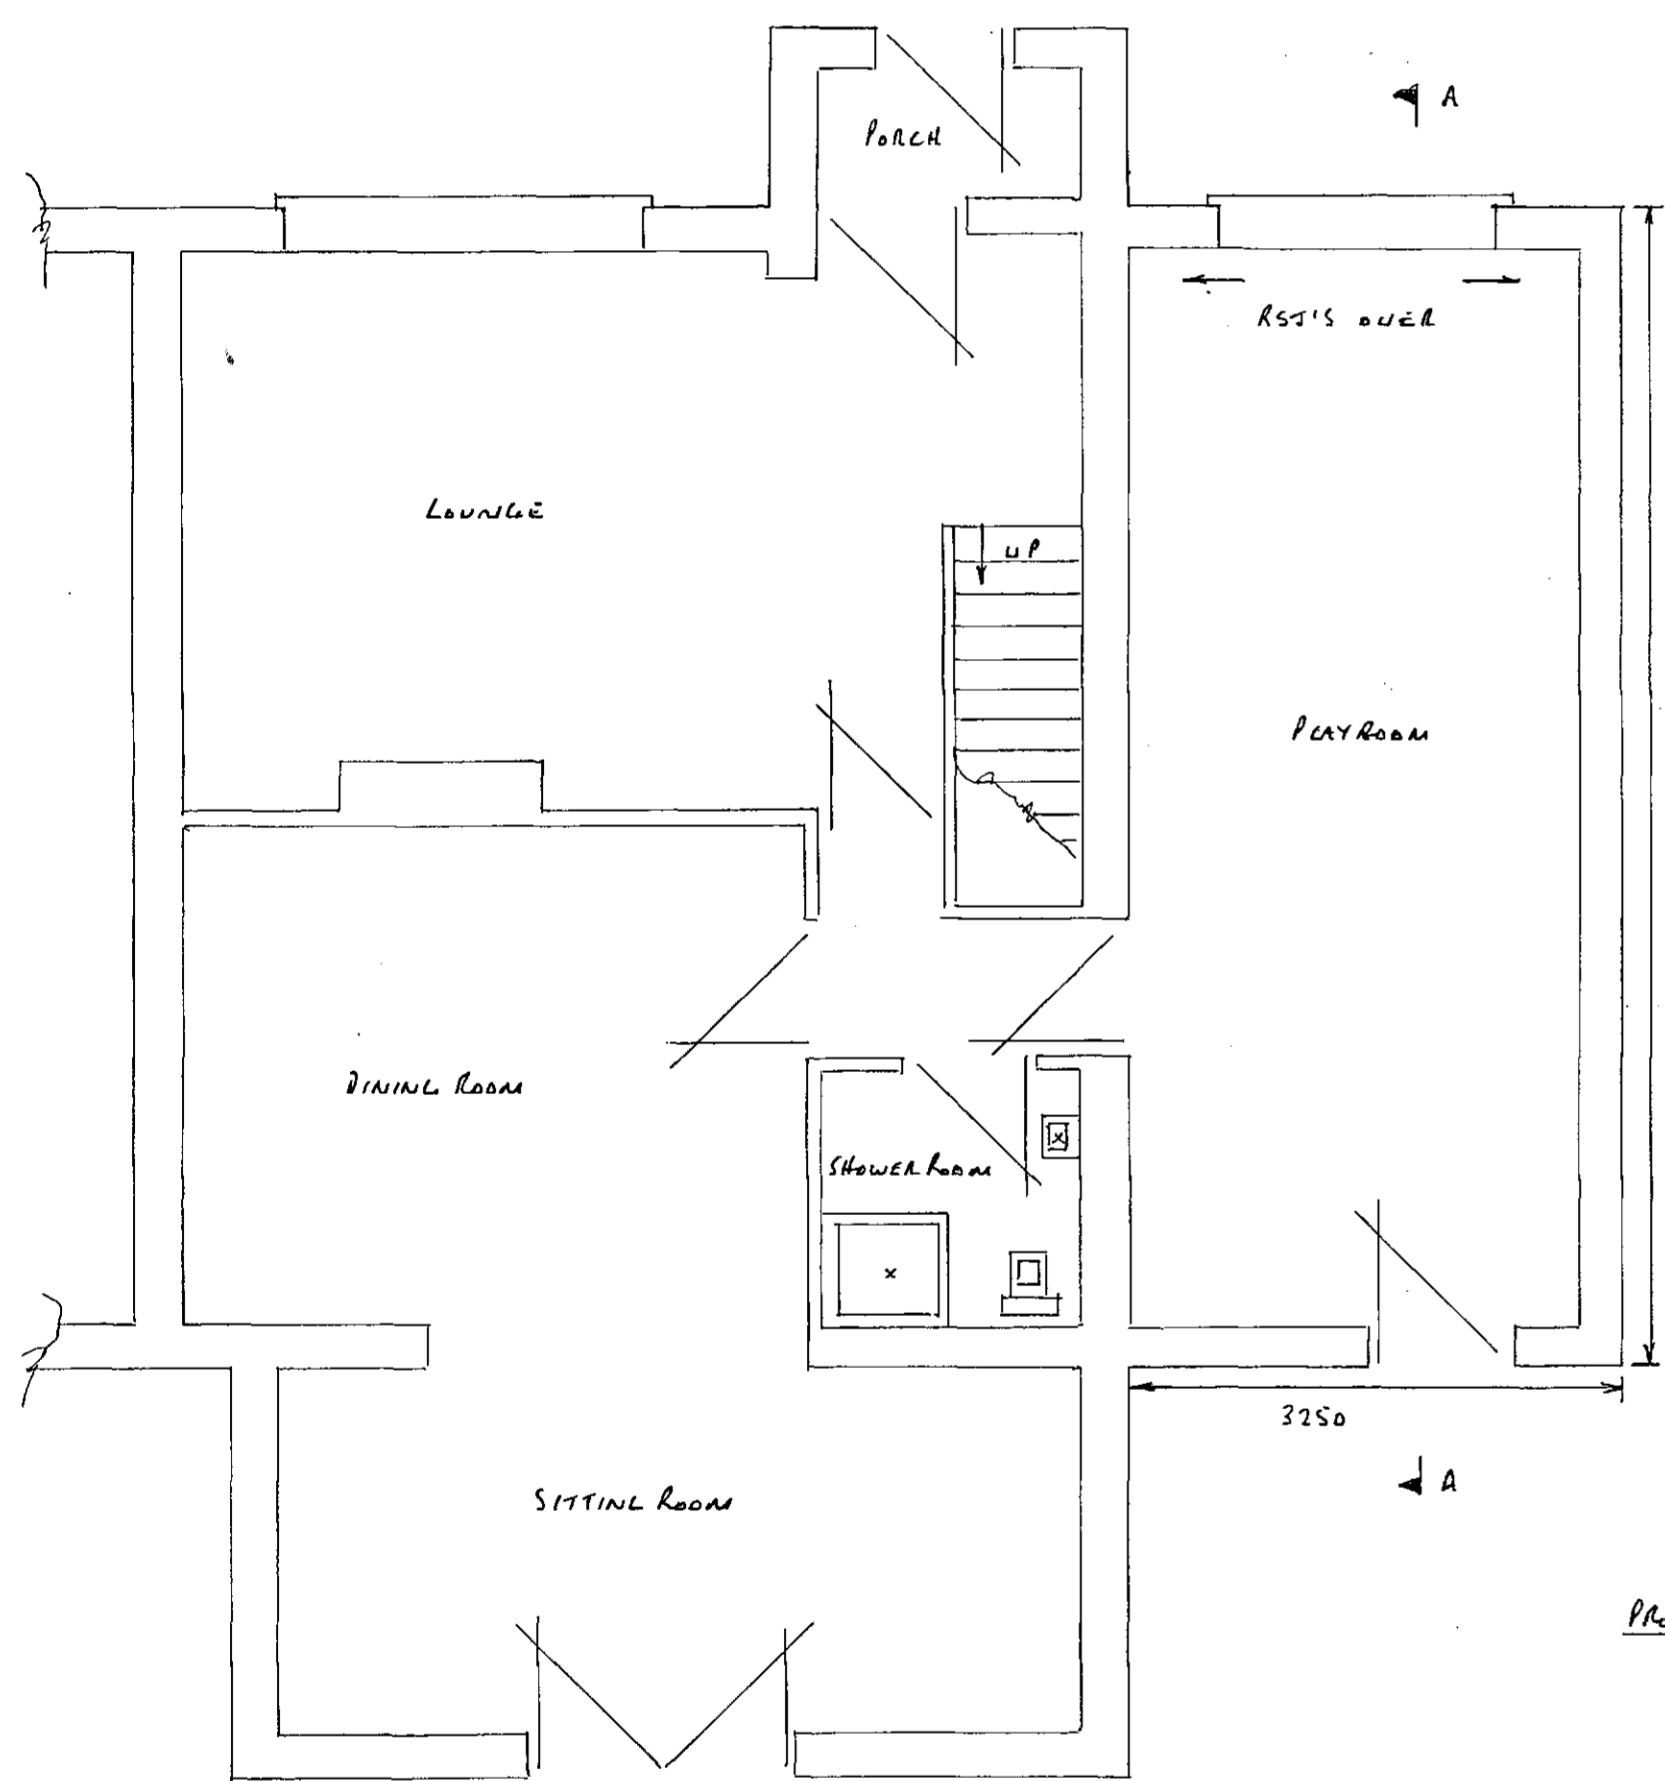 PORCH
A
RSJ'S OVER
LOUNGE
UP
PLAYROOM
DINING ROOM
SHOWER ROOM
3250
A
SITTING ROOM